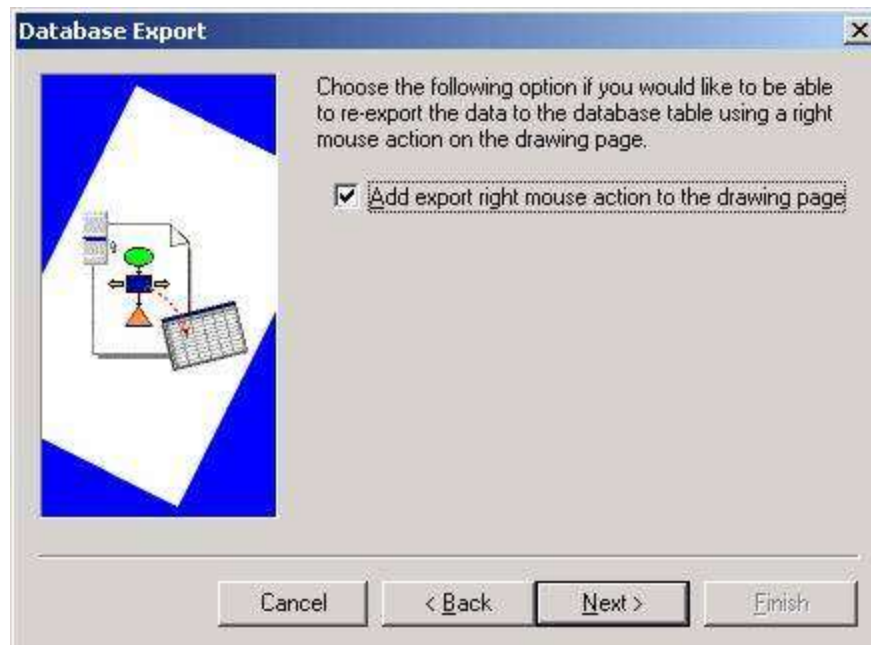 Database Export
Choose the following option if you would like to be able
to re-export the data to the database table using a right
mouse action on the drawing page.
Add export right mouse action to the drawing page
Cancel
< Back
Next >
Finish